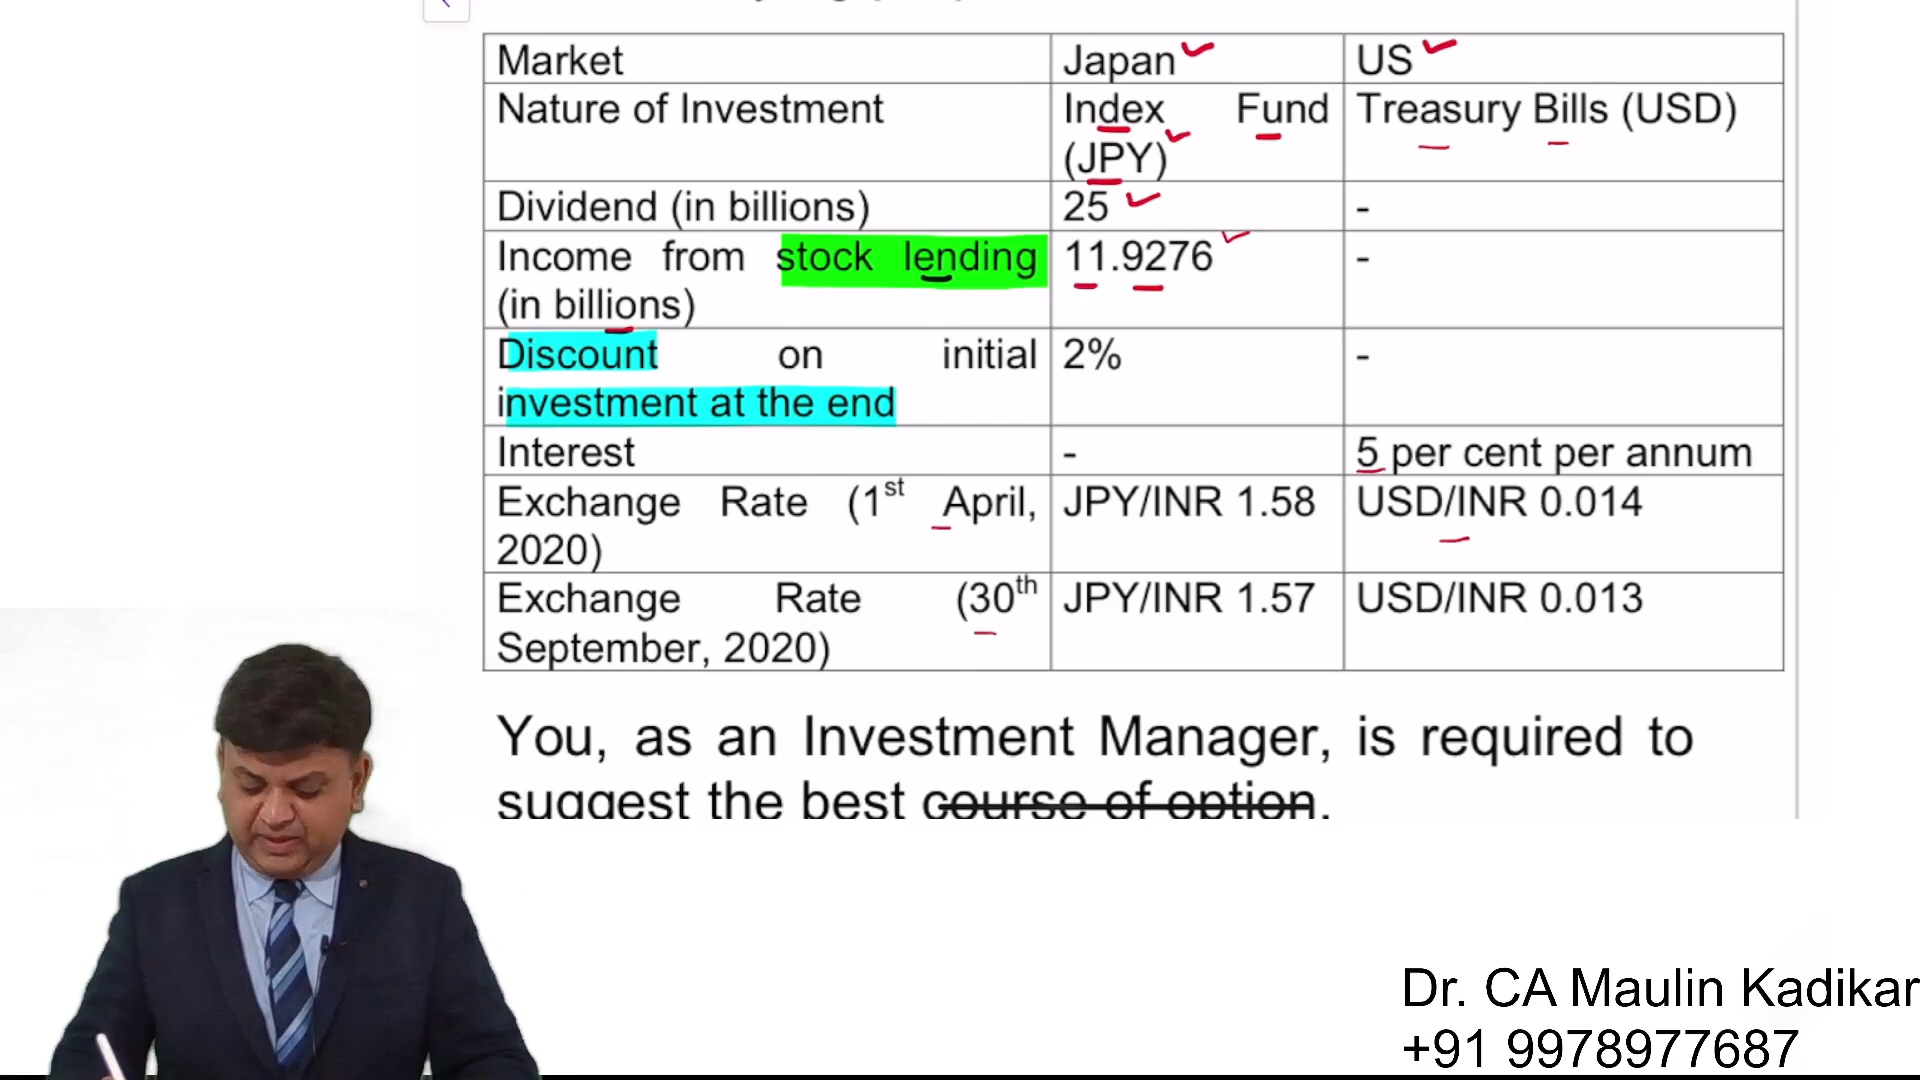 Market Japan US
Nature of Investment Index Fund Treasury Bills (USD)
(JPY)
Dividend (in billions) 25 -
Income from stock lending 11.9276 -
(in billions)
Discount on initial 2% -
investment at the end
Interest - 5 per cent per annum
Exchange Rate (1st April, JPY/INR 1.58 USD/INR 0.014
2020)
Exchange Rate (30th JPY/INR 1.57 USD/INR 0.013
September, 2020)
You, as an Investment Manager, is required to
suggest the best course of option.
Dr. CA Maulin Kadikar
+91 9978977687